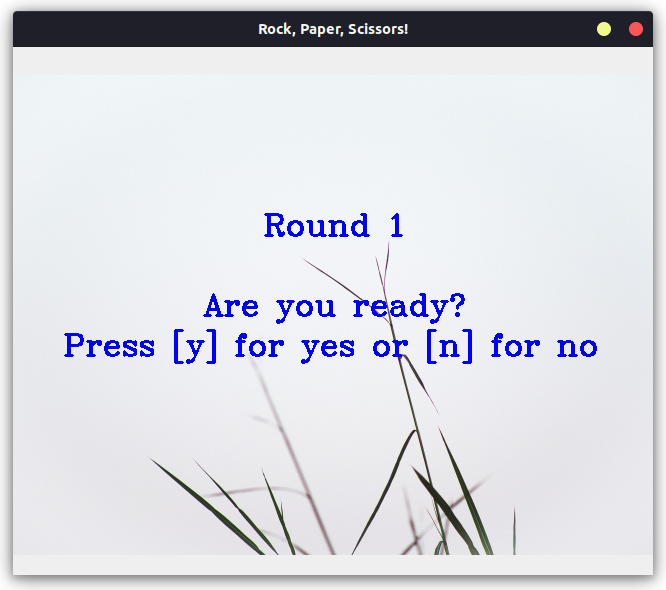 Rock, Paper, Scissors!
Round 1
Are you ready?
Press [y] for yes or [n] for no